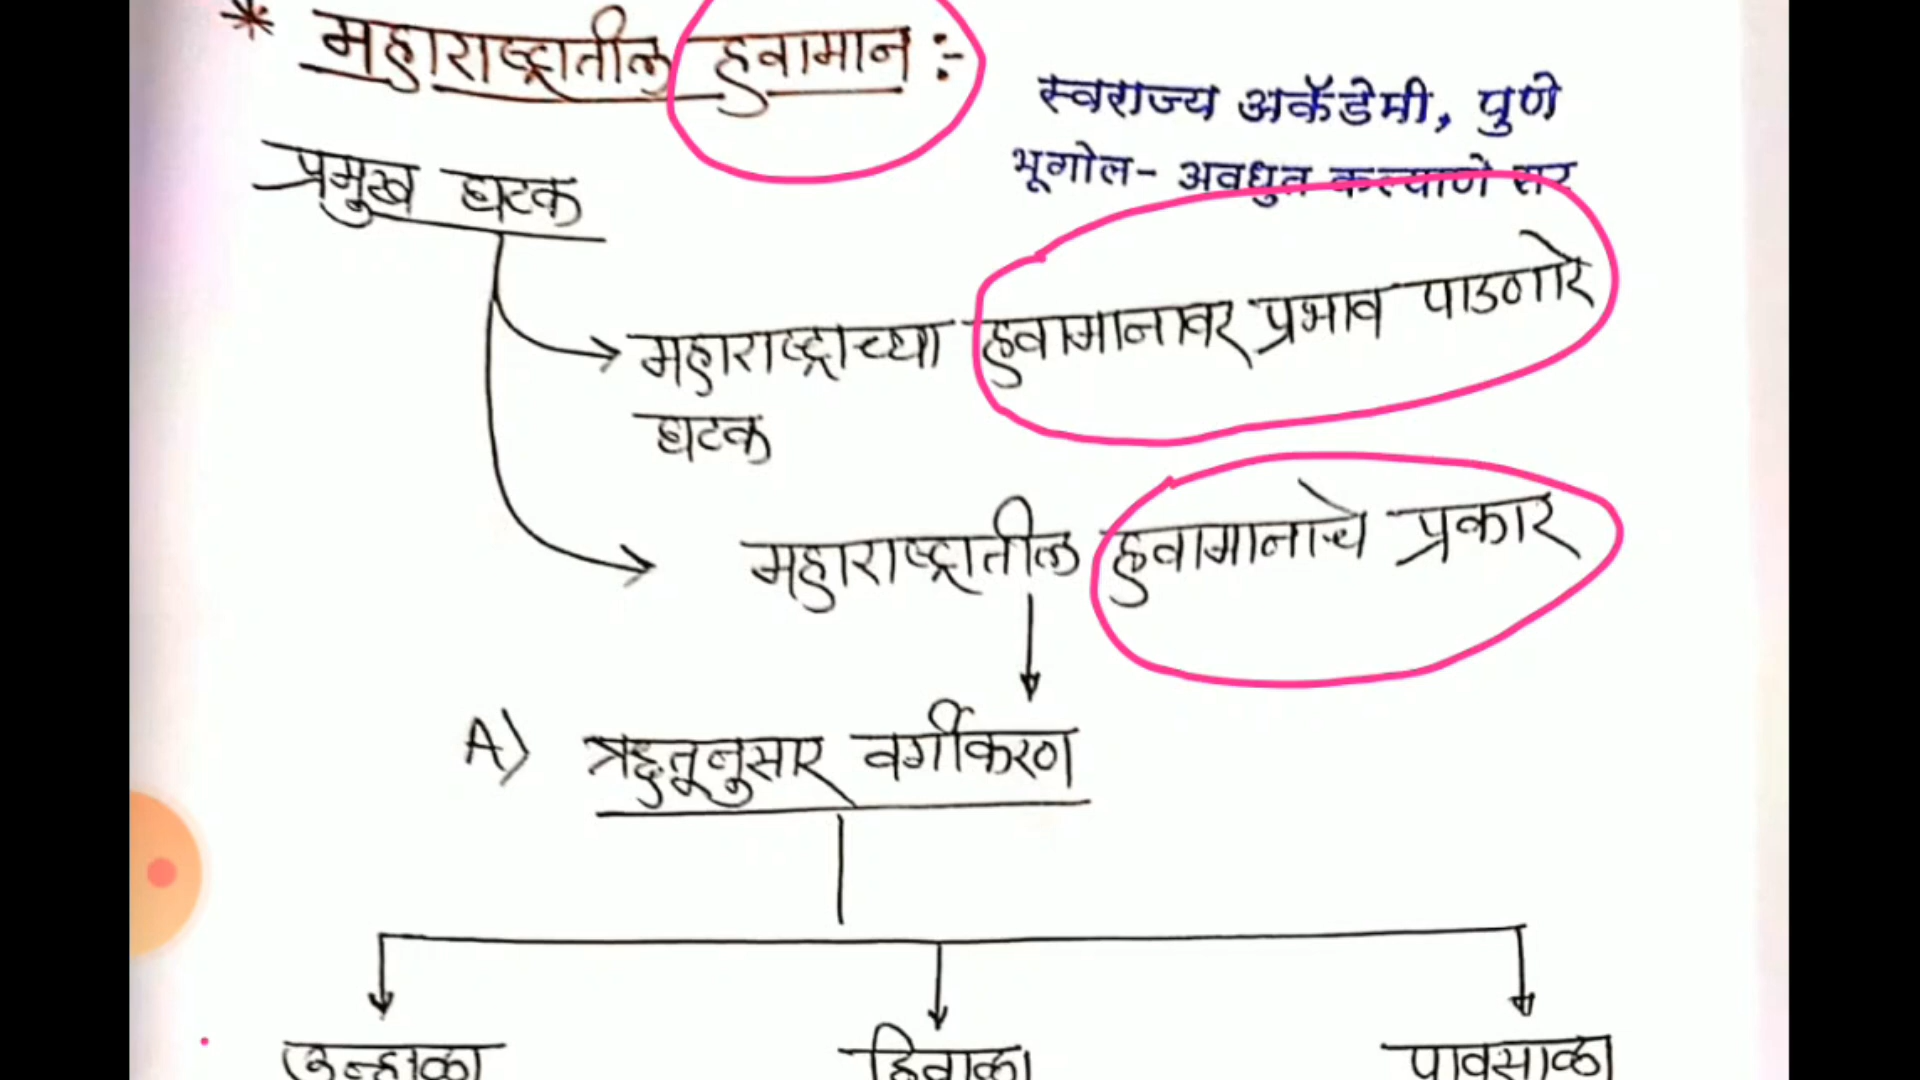 * महाराष्ट्रातील हवामान :-
स्वराज्य अकॅडेमी, पुणे
भूगोल- अवधुत कल्याणे सर
प्रमुख घटक
महाराष्ट्राच्या हवामानावर प्रभाव पाडणारे
घटक
महाराष्ट्रातील हवामानाचे प्रकार
A) ऋतूनुसार वर्गीकरण
उन्हाळा हिवाळा पावसाळा